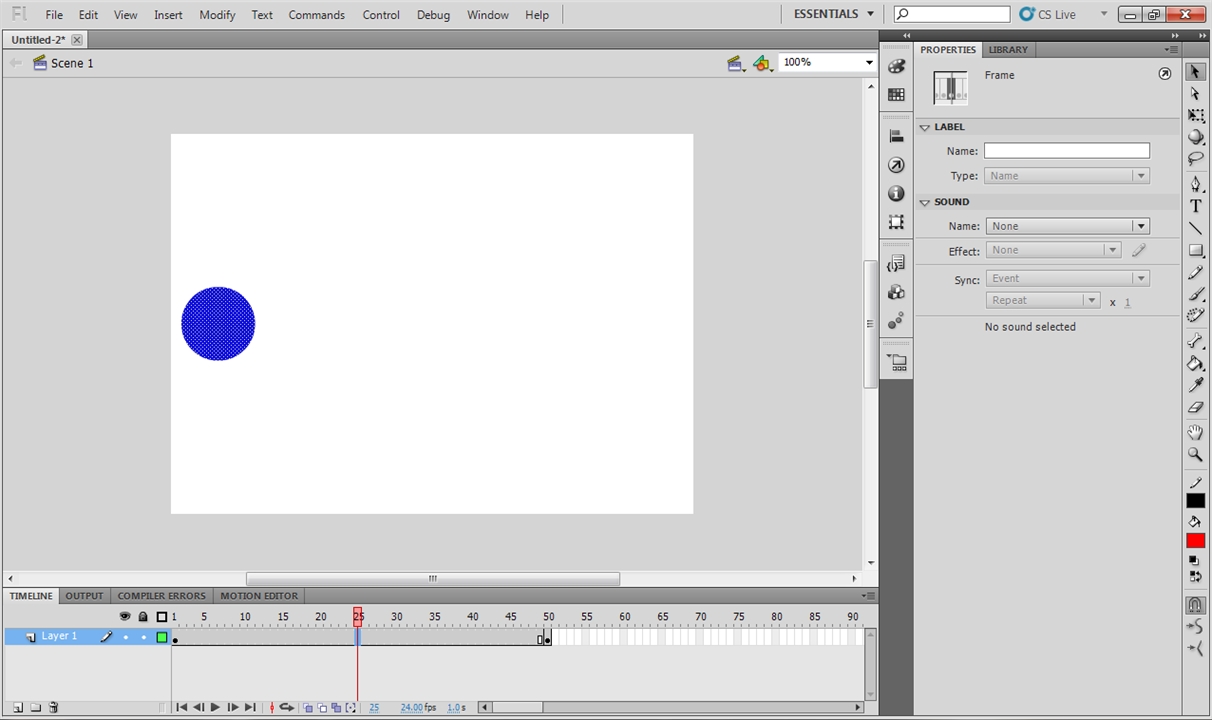 Fl File Edit View Insert Modify Text Commands Control Debug Window Help ESSENTIALS CS Live
Untitled-2*
Scene 1 100%
PROPERTIES LIBRARY
Frame
LABEL
Name:
Type: Name
SOUND
Name: None
Effect: None
Sync: Event
Repeat x 1
No sound selected
T
TIMELINE OUTPUT COMPILER ERRORS MOTION EDITOR
1 5 10 15 20 25 30 35 40 45 50 55 60 65 70 75 80 85 90
Layer 1
25 24.00 fps 1.0 s